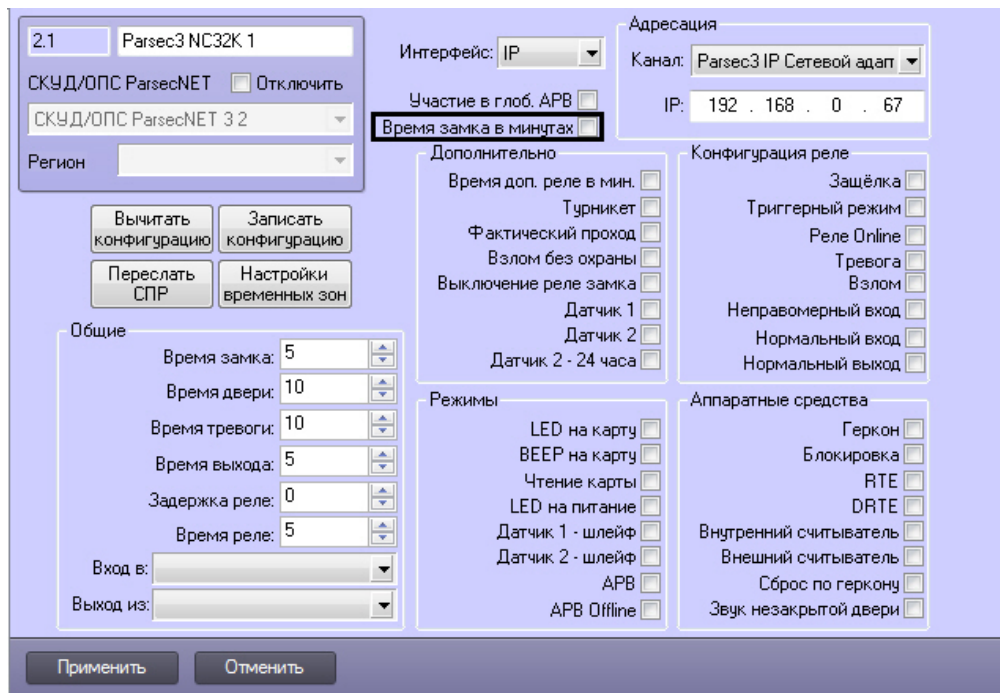 2.1 Parsec3 NC32K 1
СКУД/ОПС ParsecNET Отключить
СКУД/ОПС ParsecNET 3 2
Регион
Интерфейс: IP
Участие в глоб. APB
Время замка в минутах
Адресация
Канал: Parsec3 IP Сетевой адап
IP: 192 . 168 . 0 . 67
Вычитать
конфигурацию
Записать
конфигурацию
Переслать
СПР
Настройки
временных зон
Общие
Время замка: 5
Время двери: 10
Время тревоги: 10
Время выхода: 5
Задержка реле: 0
Время реле: 5
Вход в:
Выход из:
Дополнительно
Время доп. реле в мин.
Турникет
Фактический проход
Взлом без охраны
Выключение реле замка
Датчик 1
Датчик 2
Датчик 2 - 24 часа
Конфигурация реле
Защёлка
Триггерный режим
Реле Online
Тревога
Взлом
Неправомерный вход
Нормальный вход
Нормальный выход
Режимы
LED на карту
BEEP на карту
Чтение карты
LED на питание
Датчик 1 - шлейф
Датчик 2 - шлейф
APB
APB Offline
Аппаратные средства
Геркон
Блокировка
RTE
DRTE
Внутренний считыватель
Внешний считыватель
Сброс по геркону
Звук незакрытой двери
Применить
Отменить